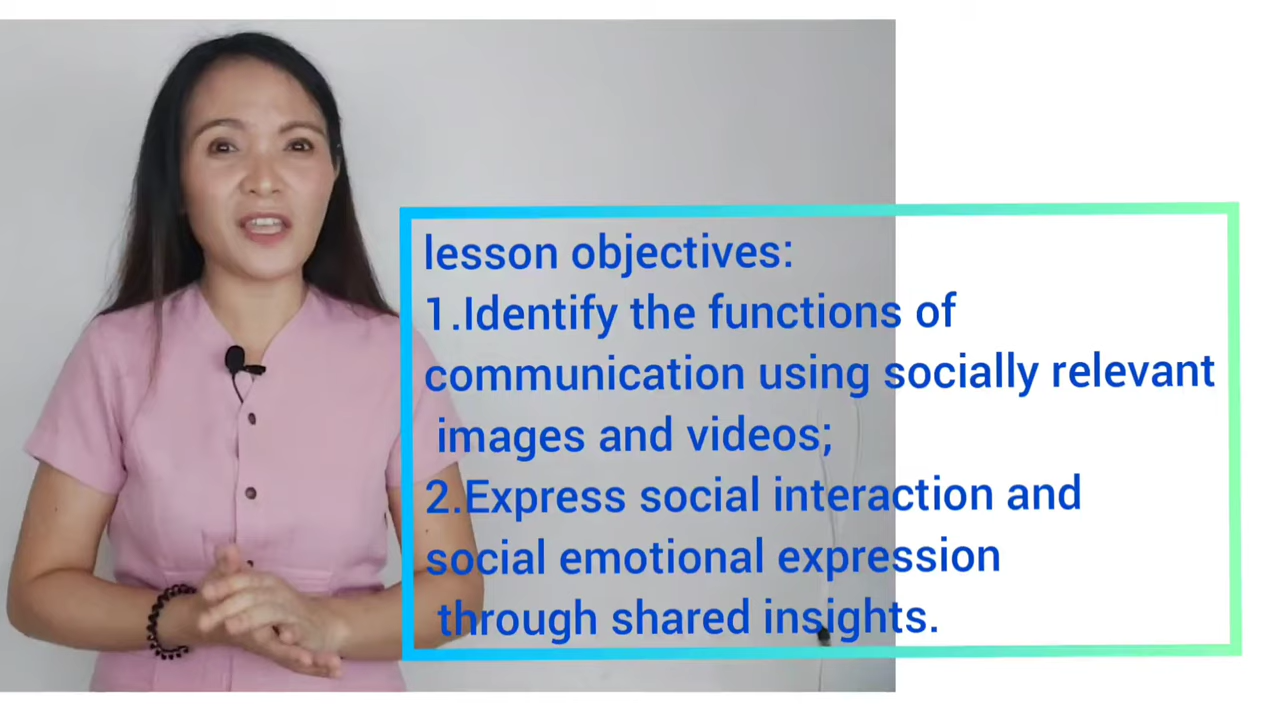 lesson objectives:
1.Identify the functions of
communication using socially relevant
images and videos;
2.Express social interaction and
social emotional expression
through shared insights.